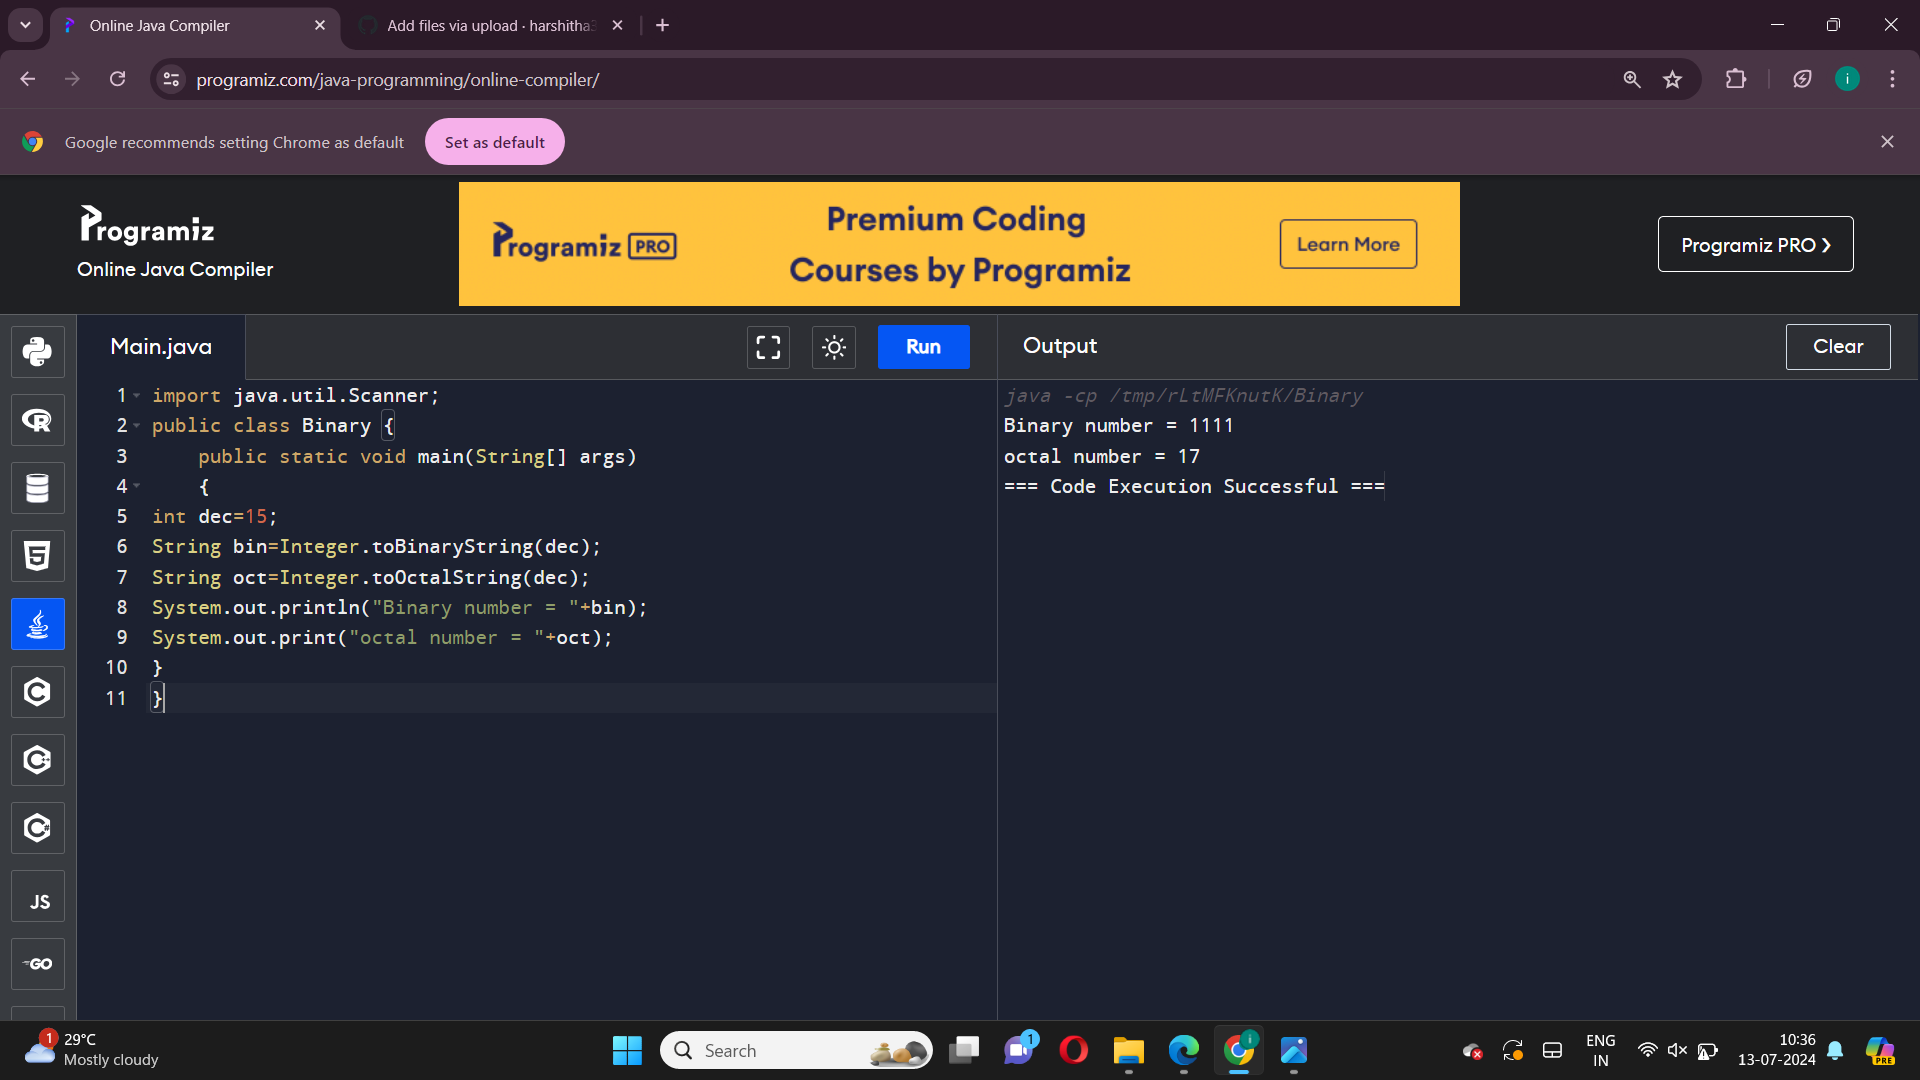 Online Java Compiler
Add files via upload · harshitha3
programiz.com/java-programming/online-compiler/
i
Google recommends setting Chrome as default
Set as default
Programiz
Online Java Compiler
Programiz PRO
Premium Coding
Courses by Programiz
Learn More
Programiz PRO ❯
Main.java
Run
Output
Clear
1 import java.util.Scanner;
2 public class Binary {
3 public static void main(String[] args)
4 {
5 int dec=15;
6 String bin=Integer.toBinaryString(dec);
7 String oct=Integer.toOctalString(dec);
8 System.out.println("Binary number = "+bin);
9 System.out.print("octal number = "+oct);
10 }
11 }
java -cp /tmp/rLtMFKnutK/Binary
Binary number = 1111
octal number = 17
=== Code Execution Successful ===
R
5
C
C
C#
JS
GO
1
29°C
Mostly cloudy
Search
1
i
ENG
IN
10:36
13-07-2024
PRE